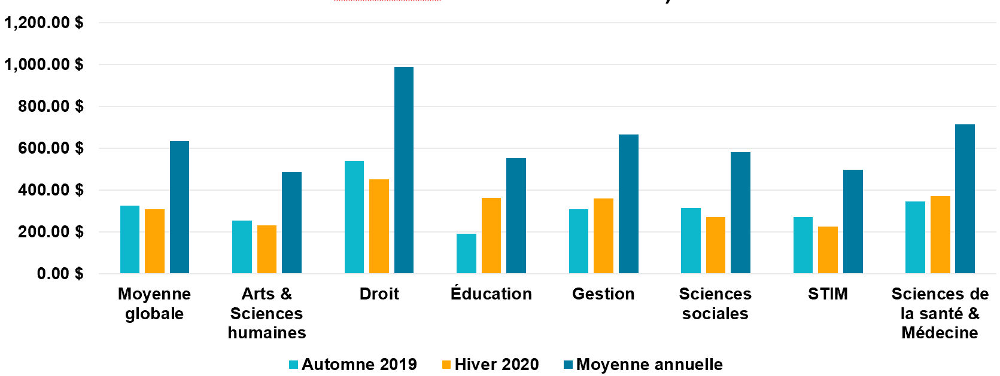 1,200.00 $
1,000.00 $
800.00 $
600.00 $
400.00 $
200.00 $
0.00 $
Moyenne
globale
Arts &
Sciences
humaines
Droit
Éducation
Gestion
Sciences
sociales
STIM
Sciences de
la santé &
Médecine
Automne 2019
Hiver 2020
Moyenne annuelle